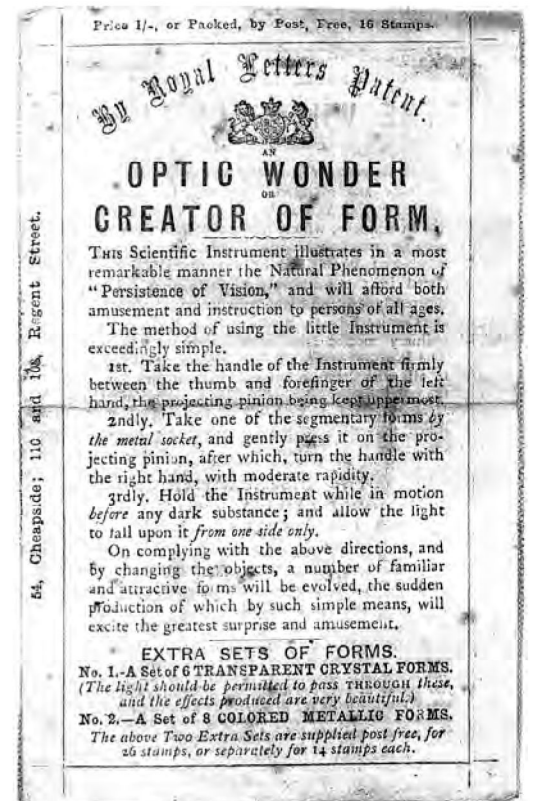 Price 1/-, or Packed, by Post, Free, 16 Stamps.
By Royal Letters Patent.
AN
OPTIC WONDER
OR
CREATOR OF FORM,
THIS Scientific Instrument illustrates in a most
remarkable manner the Natural Phenomenon of
"Persistence of Vision," and will afford both
amusement and instruction to persons of all ages.
The method of using the little Instrument is
exceedingly simple.
1st. Take the handle of the Instrument firmly
between the thumb and forefinger of the left
hand, the projecting pinion being kept uppermost.
2ndly. Take one of the segmentary forms by
the metal socket, and gently press it on the pro-
jecting pinion, after which, turn the handle with
the right hand, with moderate rapidity.
3rdly. Hold the Instrument while in motion
before any dark substance; and allow the light
to fall upon it from one side only.
On complying with the above directions, and
by changing the objects, a number of familiar
and attractive forms will be evolved, the sudden
production of which by such simple means, will
excite the greatest surprise and amusement.
EXTRA SETS OF FORMS.
No. 1.-A Set of 6 TRANSPARENT CRYSTAL FORMS.
(The light should be permitted to pass THROUGH these,
and the effects produced are very beautiful.)
No. 2.—A Set of 8 COLORED METALLIC FORMS.
The above Two Extra Sets are supplied post free, for
26 stamps, or separately for 14 stamps each.
54, Cheapside; 110 and 108, Regent Street.